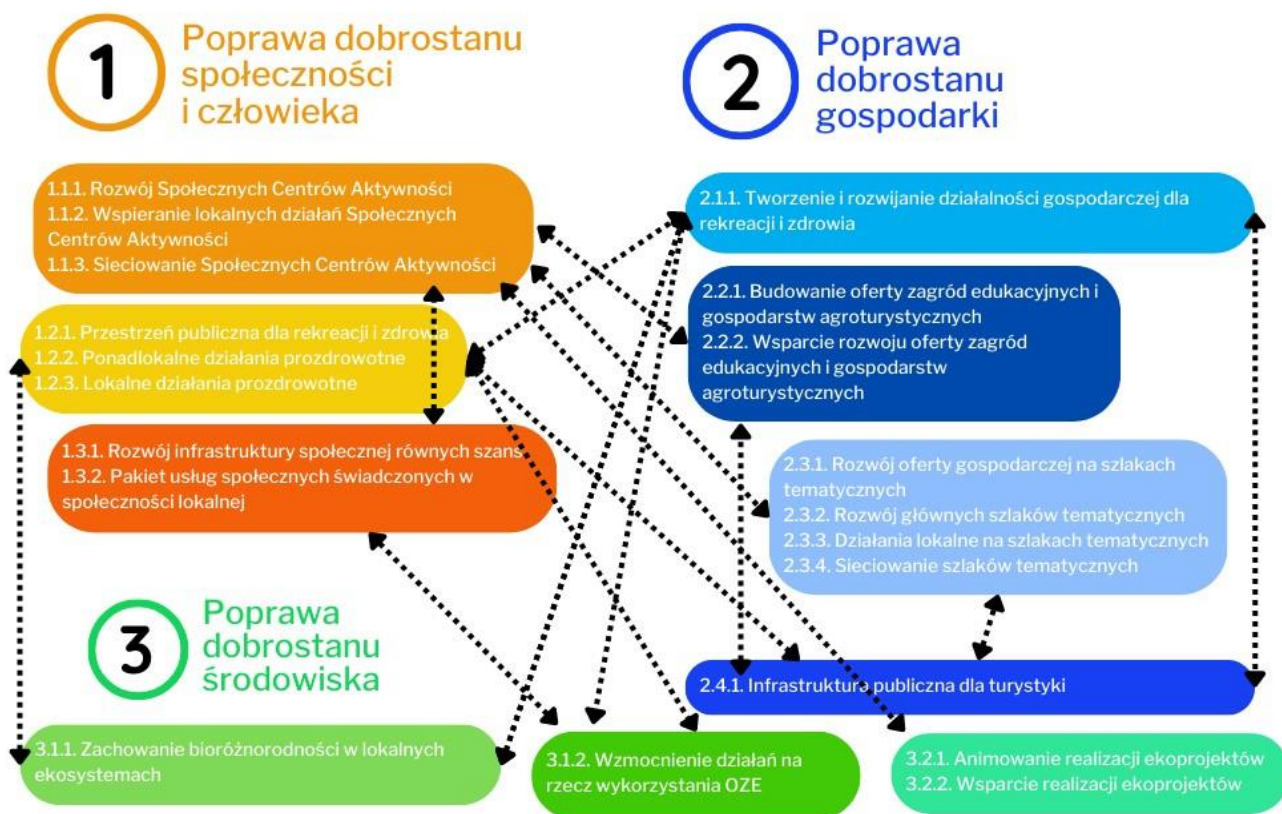 1
Poprawa dobrostanu
społeczności
i człowieka
1.1.1. Rozwój Społecznych Centrów Aktywności
1.1.2. Wspieranie lokalnych działań Społecznych
Centrów Aktywności
1.1.3. Sieciowanie Społecznych Centrów Aktywności
1.2.1. Przestrzeń publiczna dla rekreacji i zdrowia
1.2.2. Ponadlokalne działania prozdrowotne
1.2.3. Lokalne działania prozdrowotne
1.3.1. Rozwój infrastruktury społecznej równych szans
1.3.2. Pakiet usług społecznych świadczonych w
społeczności lokalnej
2
Poprawa
dobrostanu
gospodarki
2.1.1. Tworzenie i rozwijanie działalności gospodarczej dla
rekreacji i zdrowia
2.2.1. Budowanie oferty zagród edukacyjnych i
gospodarstw agroturystycznych
2.2.2. Wsparcie rozwoju oferty zagród
edukacyjnych i gospodarstw
agroturystycznych
2.3.1. Rozwój oferty gospodarczej na szlakach
tematycznych
2.3.2. Rozwój głównych szlaków tematycznych
2.3.3. Działania lokalne na szlakach tematycznych
2.3.4. Sieciowanie szlaków tematycznych
2.4.1. Infrastruktura publiczna dla turystyki
3
Poprawa
dobrostanu
środowiska
3.1.1. Zachowanie bioróżnorodności w lokalnych
ekosystemach
3.1.2. Wzmocnienie działań na
rzecz wykorzystania OZE
3.2.1. Animowanie realizacji ekoprojektów
3.2.2. Wsparcie realizacji ekoprojektów